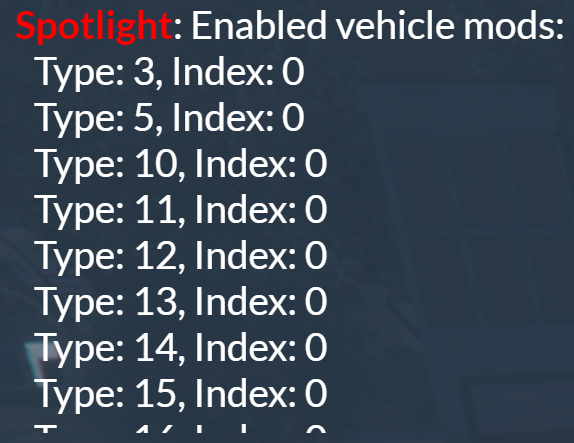 Spotlight: Enabled vehicle mods:
Type: 3, Index: 0
Type: 5, Index: 0
Type: 10, Index: 0
Type: 11, Index: 0
Type: 12, Index: 0
Type: 13, Index: 0
Type: 14, Index: 0
Type: 15, Index: 0